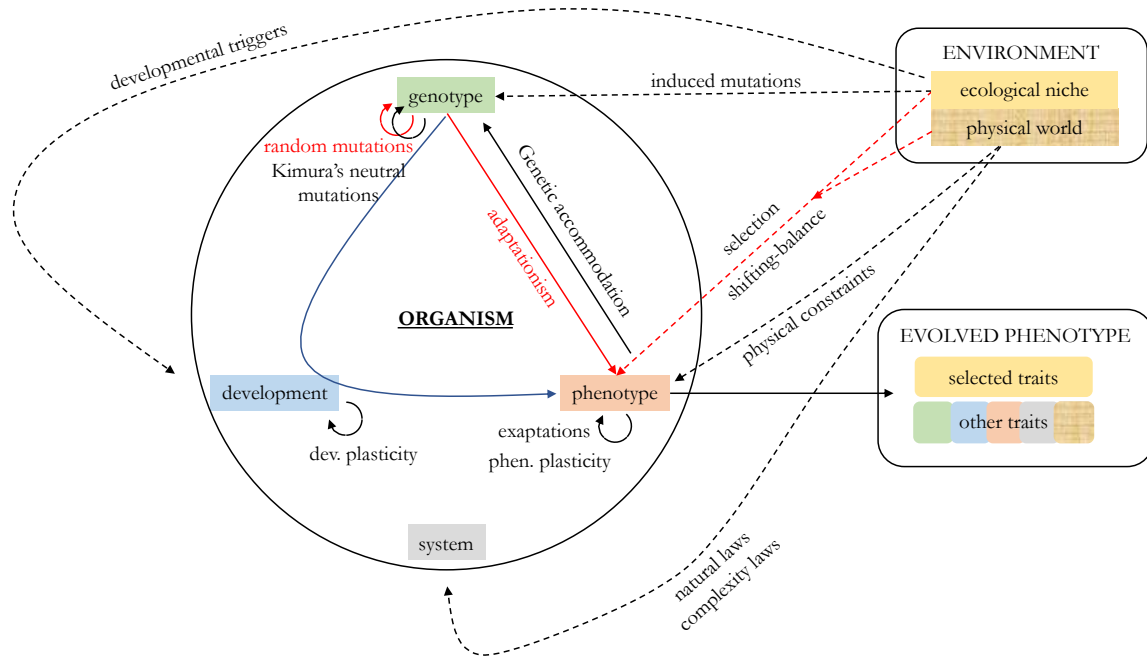 developmental triggers
ENVIRONMENT
ecological niche
physical world
induced mutations
genotype
random mutations
Kimura's neutral
mutations
adaptationism
Genetic accommodation
selection
shifting-balance
physical constraints
ORGANISM
EVOLVED PHENOTYPE
selected traits
other traits
development
dev. plasticity
phenotype
exaptations
phen. plasticity
system
natural laws
complexity laws